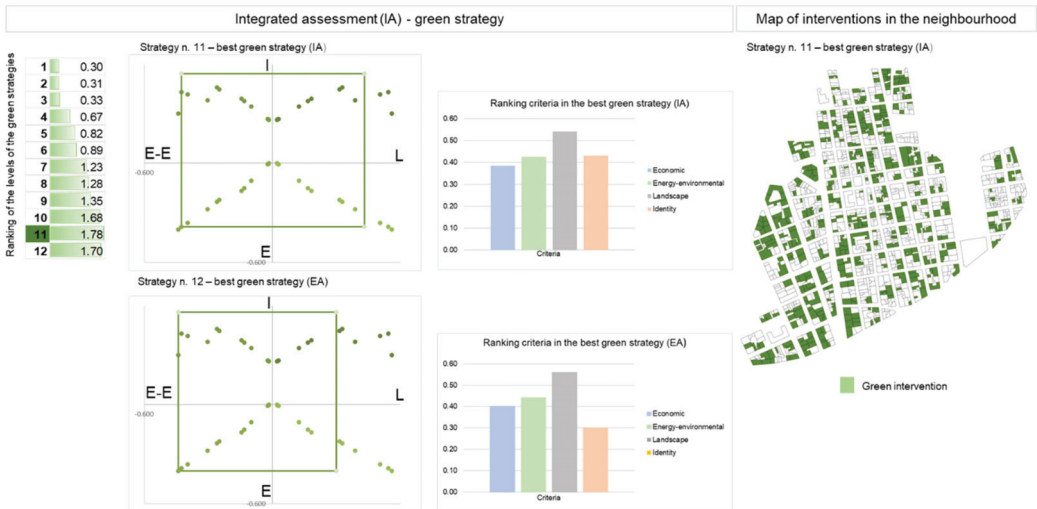 Integrated assessment (IA) - green strategy
Map of interventions in the neighbourhood
Ranking of the levels of the green strategies
1 0.30
2 0.31
3 0.33
4 0.67
5 0.82
6 0.89
7 1.23
8 1.28
9 1.35
10 1.68
11 1.78
12 1.70
Strategy n. 11 – best green strategy (IA)
I
E-E
L
-0.600
E
-0.600
Ranking criteria in the best green strategy (IA)
0.60
0.50
0.40
0.30
0.20
0.10
0.00
Criteria
Economic
Energy-environmental
Landscape
Identity
Strategy n. 12 – best green strategy (EA)
I
E-E
L
-0.600
E
-0.600
Ranking criteria in the best green strategy (EA)
0.60
0.50
0.40
0.30
0.20
0.10
0.00
Criteria
Economic
Energy-environmental
Landscape
Identity
Strategy n. 11 – best green strategy (IA)
Green intervention